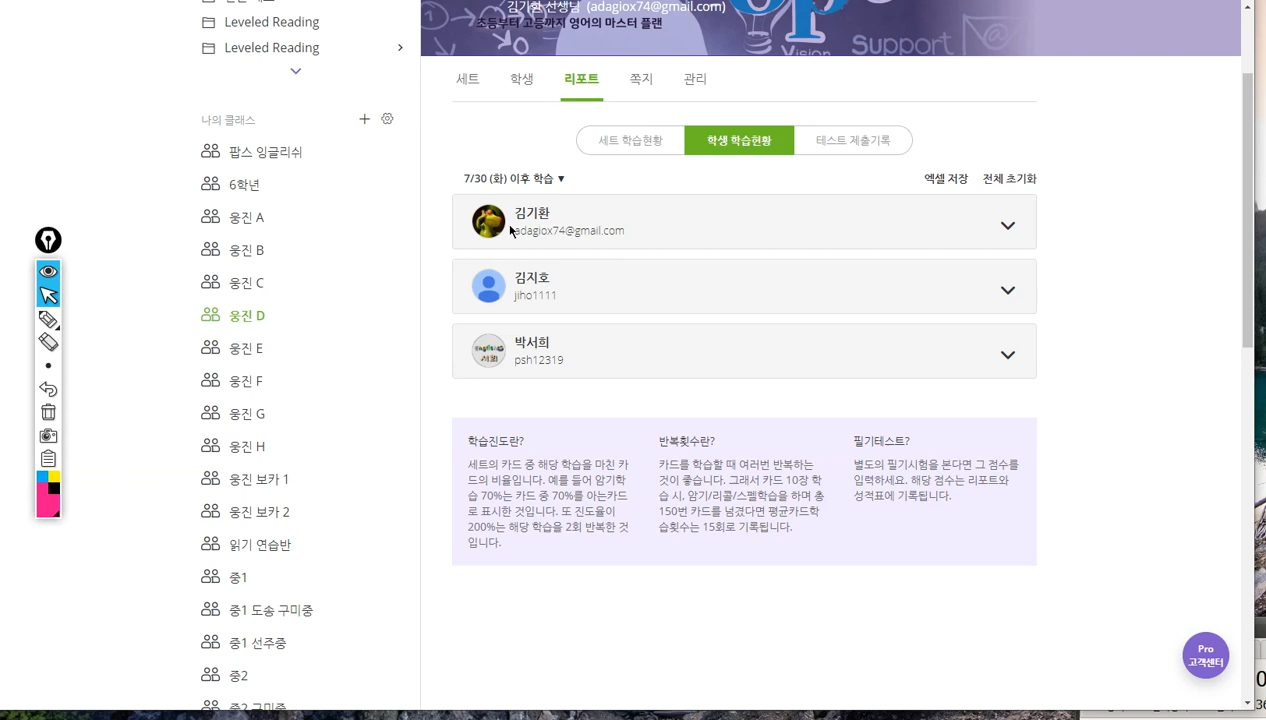 Leveled Reading
Leveled Reading
나의 클래스
팝스 잉글리쉬
6학년
웅진 A
웅진 B
웅진 C
웅진 D
웅진 E
웅진 F
웅진 G
웅진 H
웅진 보카 1
웅진 보카 2
읽기 연습반
중1
중1 도송 구미중
중1 선주중
중2
중2 구미중
김기환 선생님 (adagiox74@gmail.com)
초등부터 고등까지 영어의 마스터 플랜
Vision
Support
세트 학생 리포트 쪽지 관리
세트 학습현황 학생 학습현황 테스트 제출기록
7/30 (화) 이후 학습 ▼ 엑셀 저장 전체 초기화
김기환
adagiox74@gmail.com
김지호
jiho1111
박서희
psh12319
학습진도란?
세트의 카드 중 해당 학습을 마친 카
드의 비율입니다. 예를 들어 암기학
습 70%는 카드 중 70%를 아는카드
로 표시한 것입니다. 또 진도율이
200%는 해당 학습을 2회 반복한 것
입니다.
반복횟수란?
카드를 학습할 때 여러번 반복하는
것이 좋습니다. 그래서 카드 10장 학
습 시, 암기/리콜/스펠학습을 하며 총
150번 카드를 넘겼다면 평균카드학
습횟수는 15회로 기록됩니다.
필기테스트?
별도의 필기시험을 본다면 그 점수를
입력하세요. 해당 점수는 리포트와
성적표에 기록됩니다.
Pro
고객센터